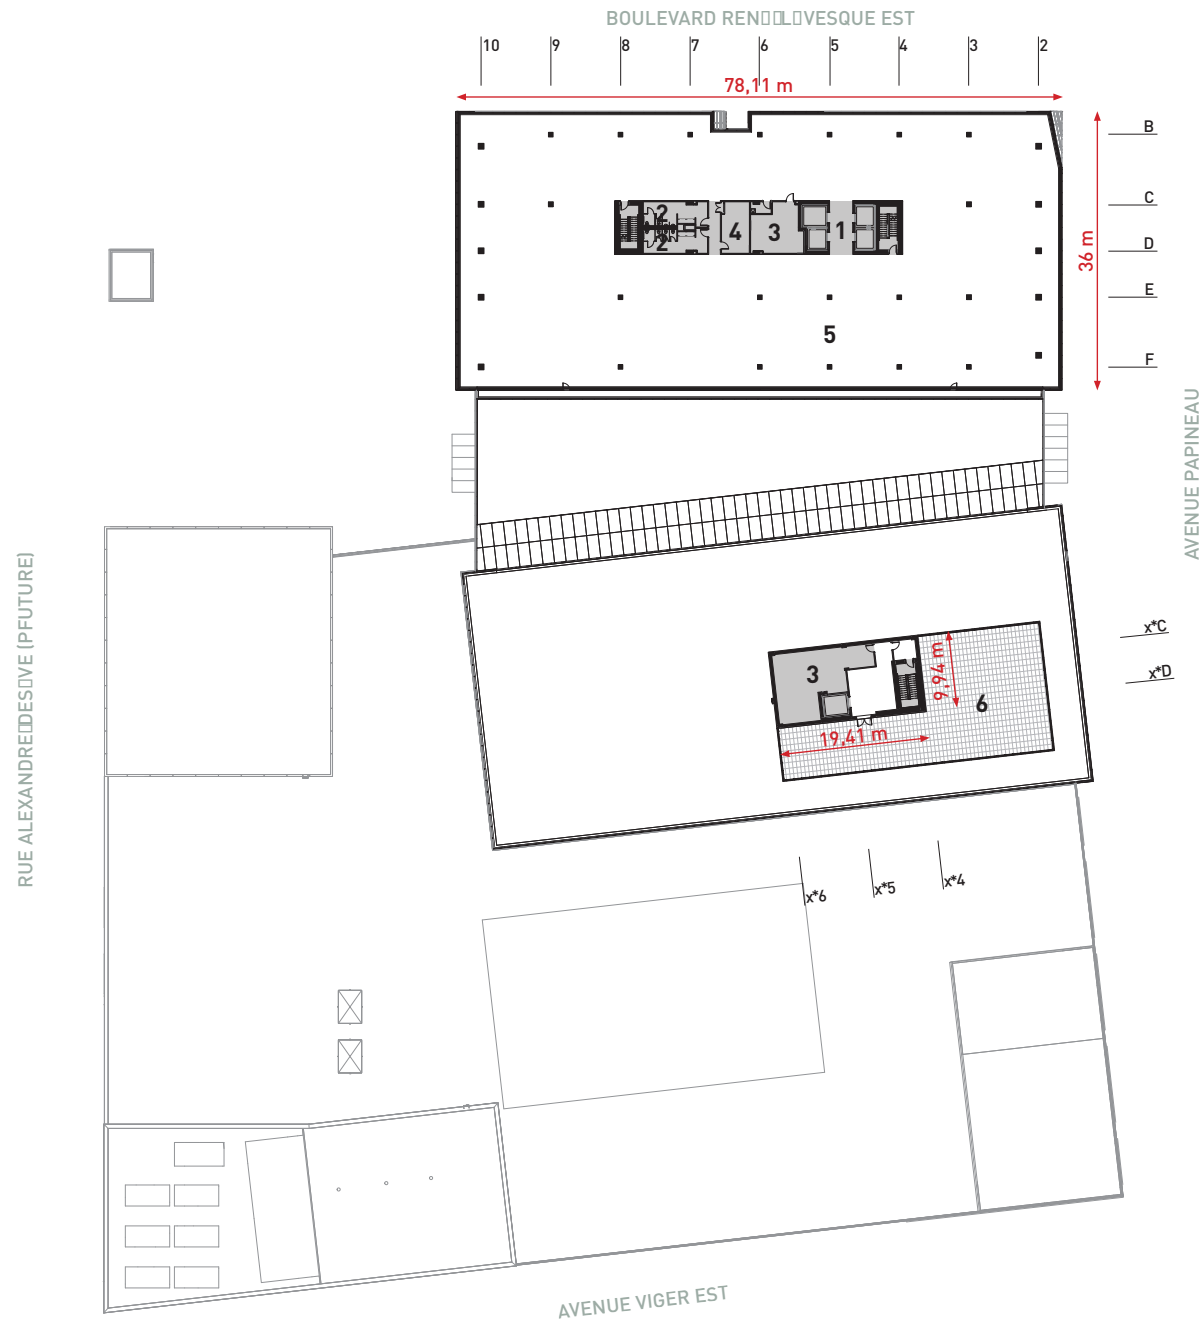 BOULEVARD REN▯▯L▯VESQUE EST
10 9 8 7 6 5 4 3 2
78,11 m
B
C
D
E
F
36 m
2
2
4
3
1
5
AVENUE PAPINEAU
RUE ALEXANDRE▯DES▯VE (PFUTURE)
x*C
x*D
3
9,94 m
6
19,41 m
x*6
x*5
x*4
AVENUE VIGER EST